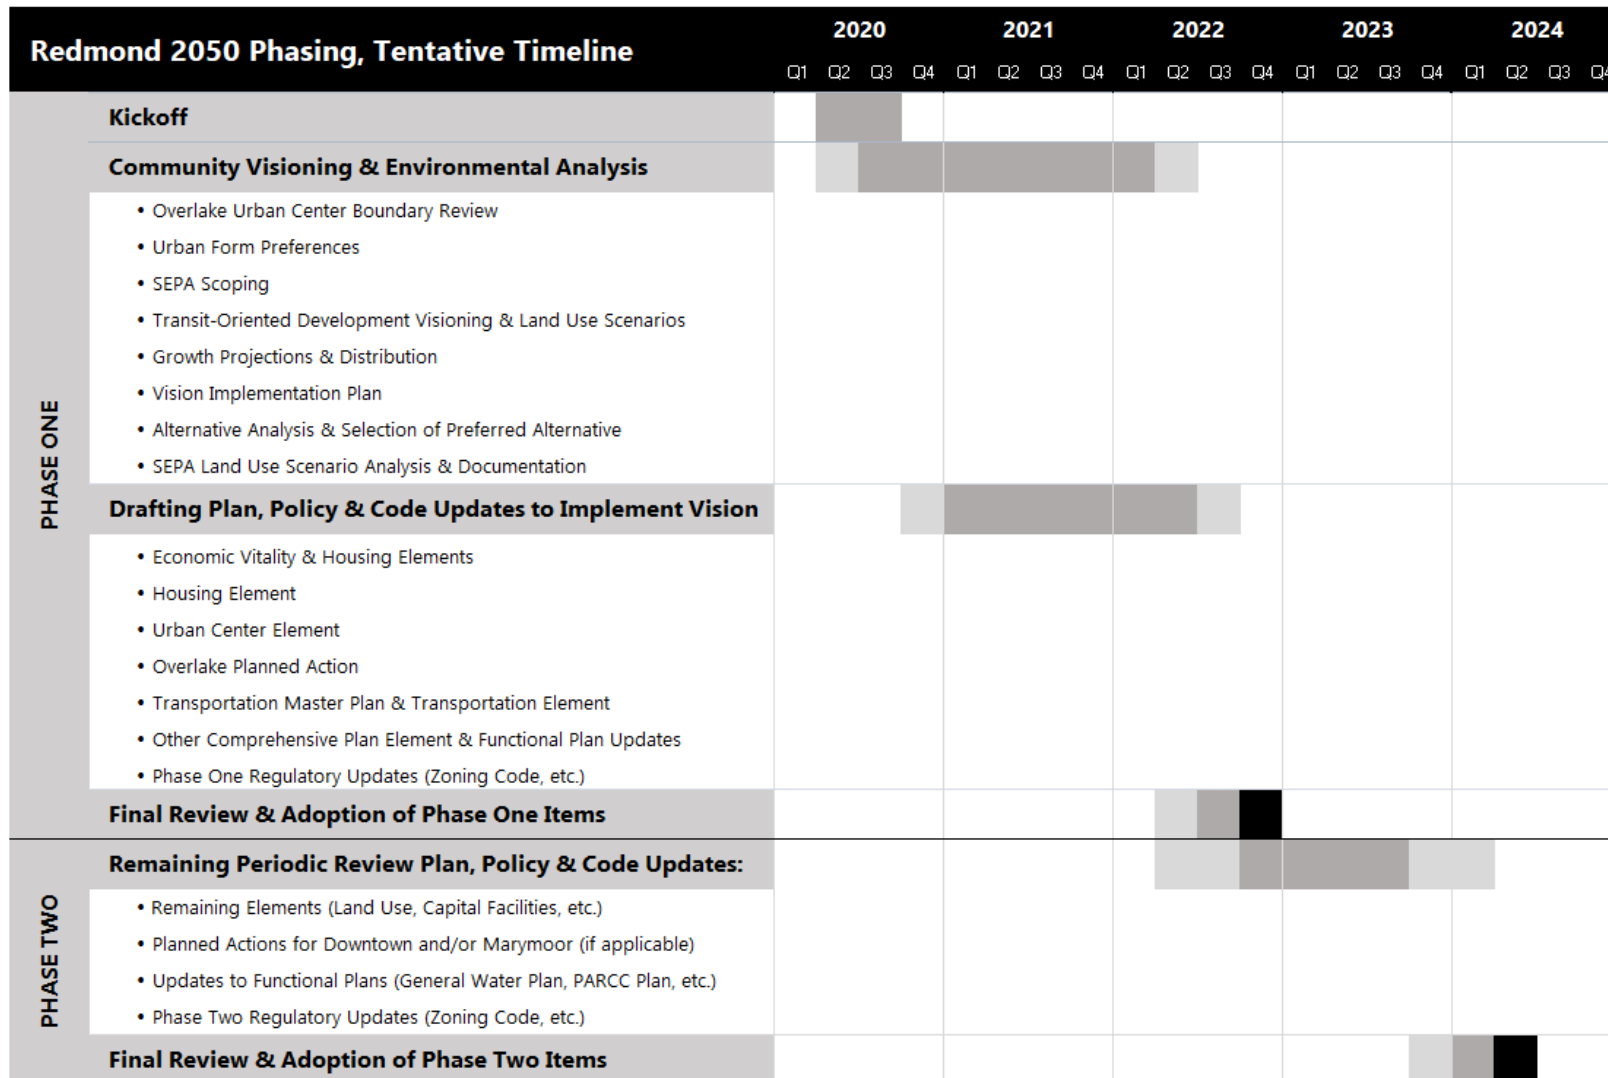 Redmond 2050 Phasing, Tentative Timeline
2020 2021 2022 2023 2024
Q1 Q2 Q3 Q4 Q1 Q2 Q3 Q4 Q1 Q2 Q3 Q4 Q1 Q2 Q3 Q4 Q1 Q2 Q3 Q4
PHASE ONE
Kickoff
Community Visioning & Environmental Analysis
• Overlake Urban Center Boundary Review
• Urban Form Preferences
• SEPA Scoping
• Transit-Oriented Development Visioning & Land Use Scenarios
• Growth Projections & Distribution
• Vision Implementation Plan
• Alternative Analysis & Selection of Preferred Alternative
• SEPA Land Use Scenario Analysis & Documentation
Drafting Plan, Policy & Code Updates to Implement Vision
• Economic Vitality & Housing Elements
• Housing Element
• Urban Center Element
• Overlake Planned Action
• Transportation Master Plan & Transportation Element
• Other Comprehensive Plan Element & Functional Plan Updates
• Phase One Regulatory Updates (Zoning Code, etc.)
Final Review & Adoption of Phase One Items
PHASE TWO
Remaining Periodic Review Plan, Policy & Code Updates:
• Remaining Elements (Land Use, Capital Facilities, etc.)
• Planned Actions for Downtown and/or Marymoor (if applicable)
• Updates to Functional Plans (General Water Plan, PARCC Plan, etc.)
• Phase Two Regulatory Updates (Zoning Code, etc.)
Final Review & Adoption of Phase Two Items